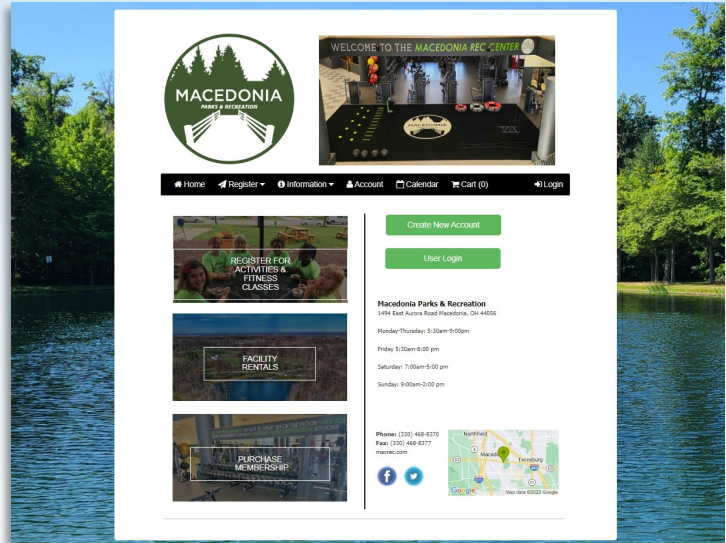 MACEDONIA
PARKS & RECREATION
WELCOME TO THE MACEDONIA REC CENTER
MACEDONIA
Home Register Information Account Calendar Cart (0) Login
REGISTER FOR
ACTIVITIES &
FITNESS
CLASSES
FACILITY
RENTALS
PURCHASE
MEMBERSHIP
Create New Account
User Login
Macedonia Parks & Recreation
1494 East Aurora Road Macedonia, OH 44056
Monday-Thursday: 5:30am-9:00pm
Friday 5:30am-8:00 pm
Saturday: 7:00am-5:00 pm
Sunday: 9:00am-2:00 pm
Phone: (330) 468-8370
Fax: (330) 468-8377
macrec.com
Northfield
Macedo
Twinsburg
Google
Map data ©2025 Google